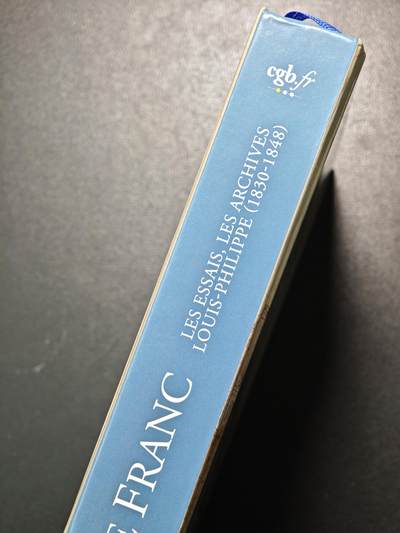 cgb.fr
LES ESSAIS, LES ARCHIVES
LOUIS-PHILIPPE (1830-1848)
E FRANC